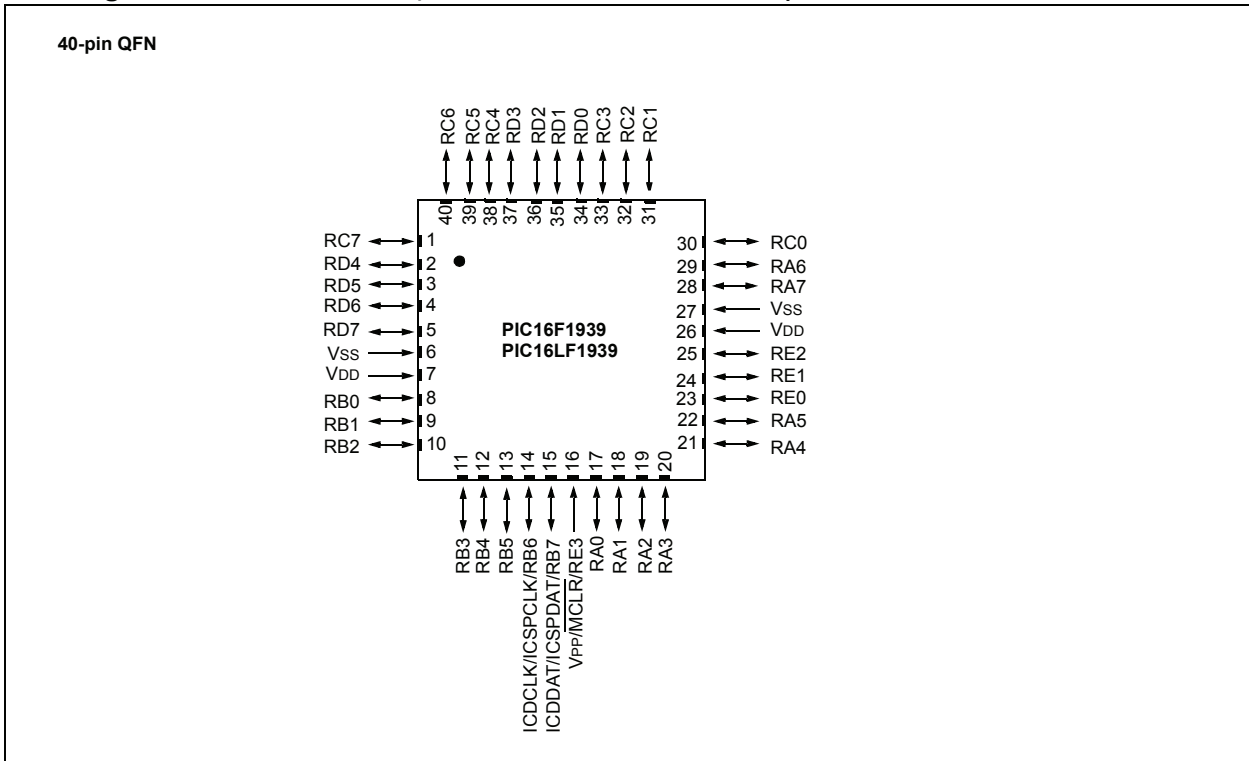 40-pin QFN
RC6
RC5
RC4
RD3
RD2
RD1
RD0
RC3
RC2
RC1
40
39
38
37
36
35
34
33
32
31
RC7 1
RD4 2
RD5 3
RD6 4
RD7 5
VSS 6
VDD 7
RB0 8
RB1 9
RB2 10
PIC16F1939
PIC16LF1939
30 RC0
29 RA6
28 RA7
27 VSS
26 VDD
25 RE2
24 RE1
23 RE0
22 RA5
21 RA4
11
12
13
14
15
16
17
18
19
20
RB3
RB4
RB5
ICDCLK/ICSPCLK/RB6
ICDDAT/ICSPDAT/RB7
VPP/MCLR/RE3
RA0
RA1
RA2
RA3